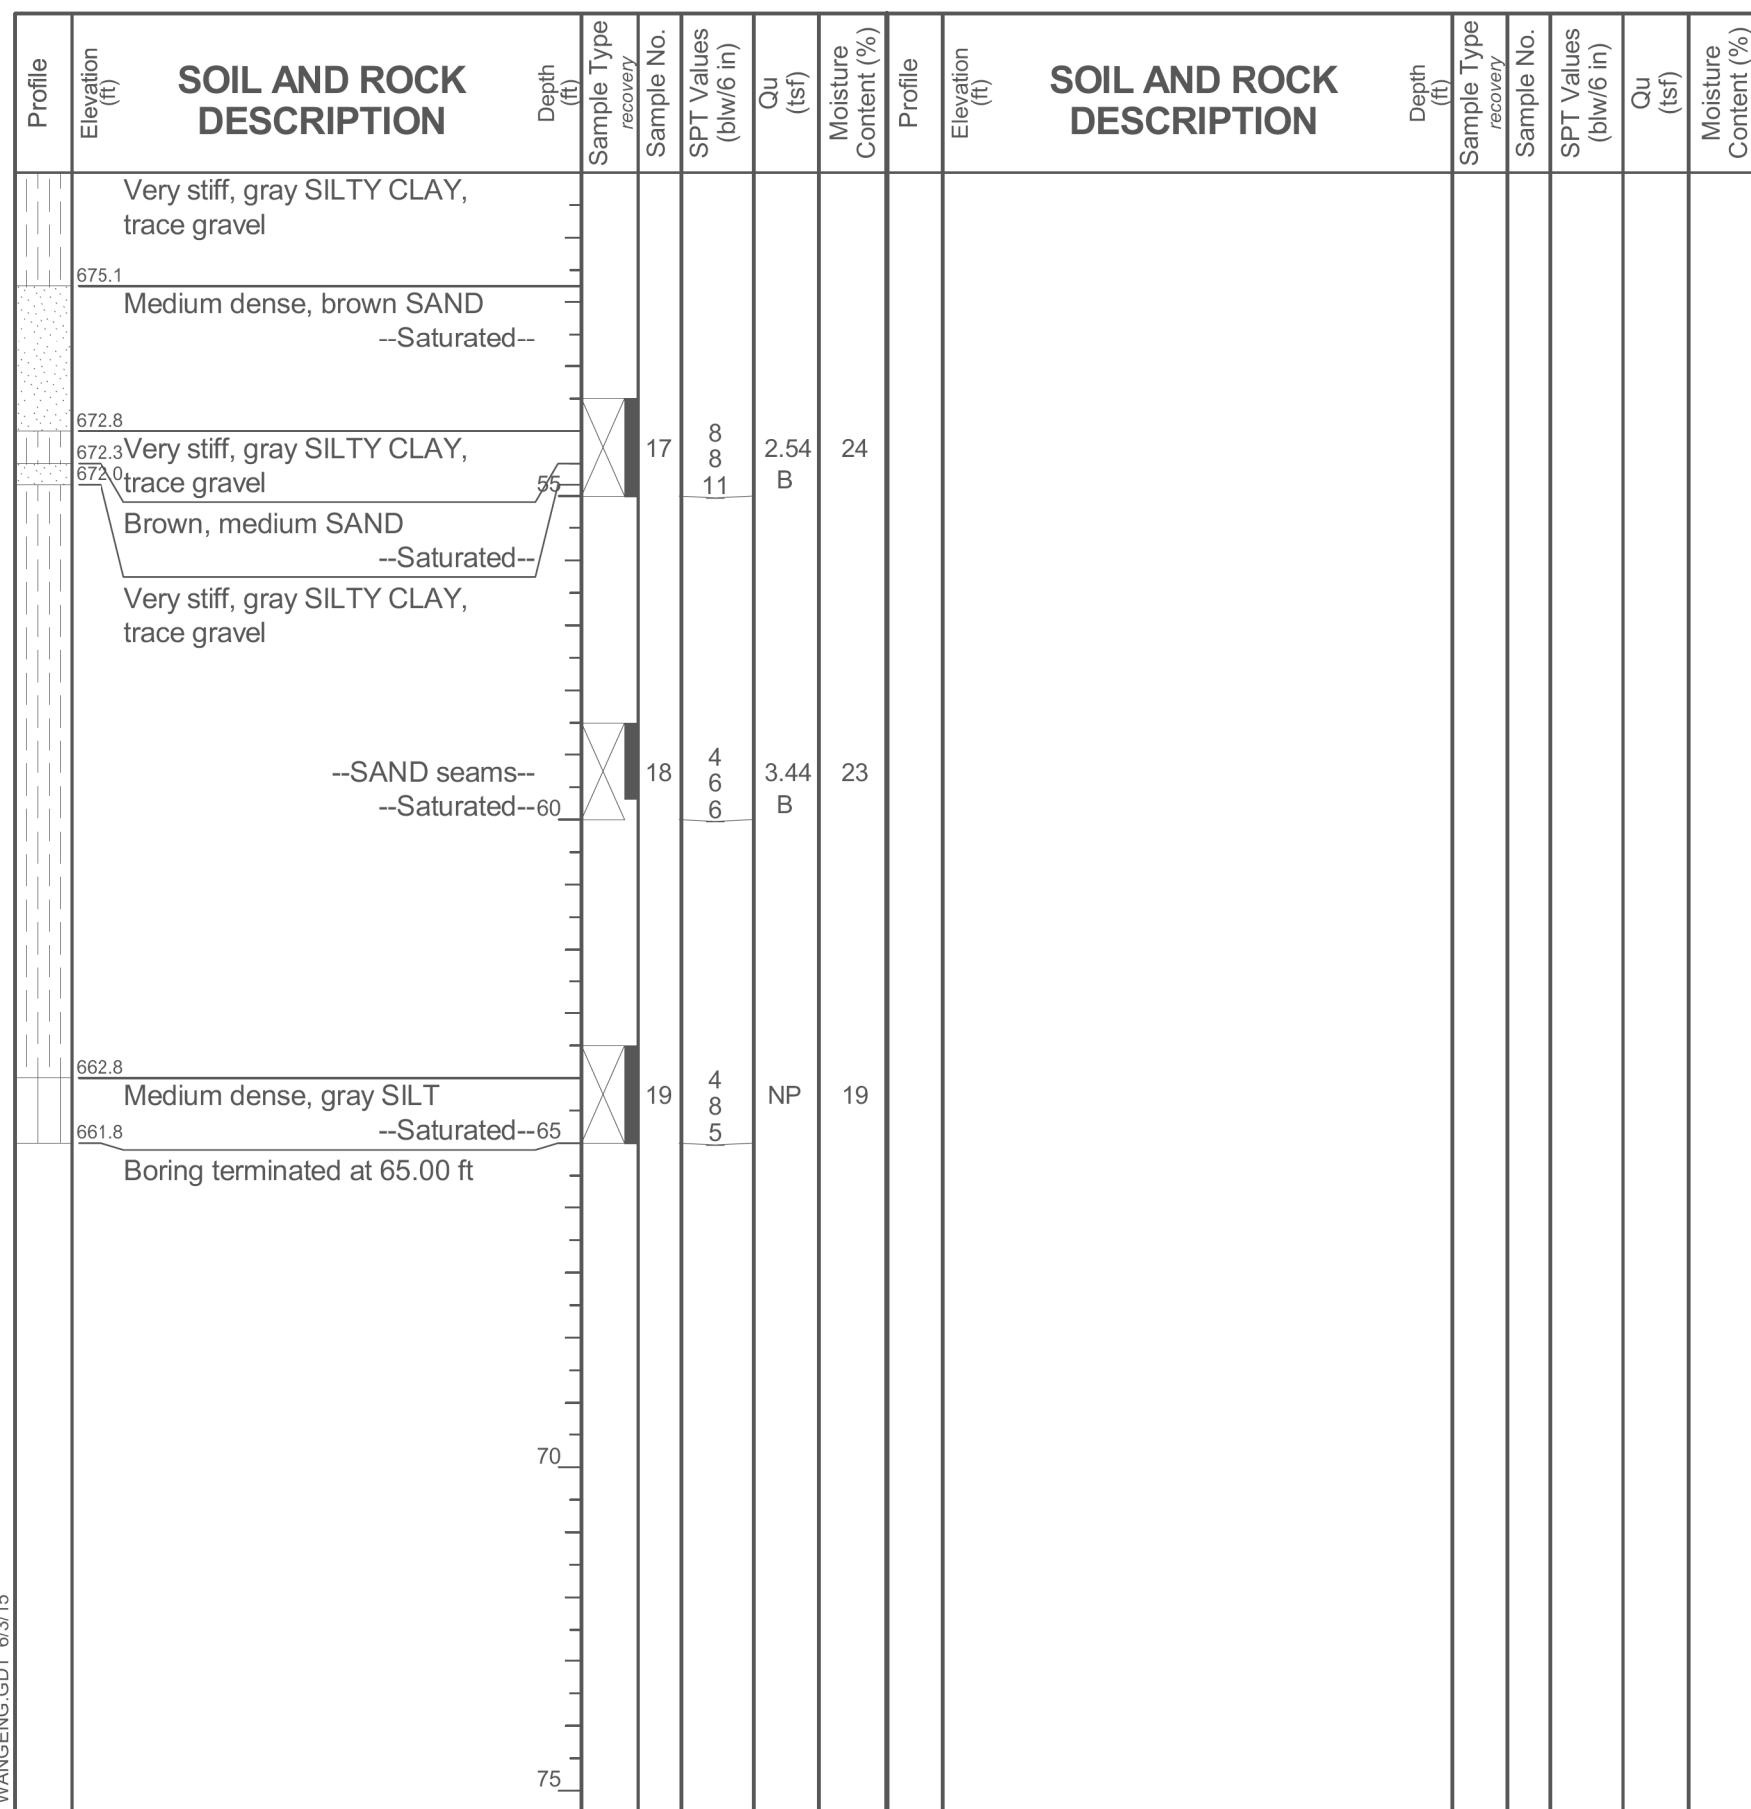 Profile
Elevation
(ft)
SOIL AND ROCK
DESCRIPTION
Depth
(ft)
Sample Type
recovery
Sample No.
SPT Values
(blw/6 in)
Qu
(tsf)
Moisture
Content (%)
Profile
Elevation
(ft)
SOIL AND ROCK
DESCRIPTION
Depth
(ft)
Sample Type
recovery
Sample No.
SPT Values
(blw/6 in)
Qu
(tsf)
Moisture
Content (%)
Very stiff, gray SILTY CLAY,
trace gravel
675.1
Medium dense, brown SAND
--Saturated--
672.8
Very stiff, gray SILTY CLAY,
672.3
trace gravel
672.0
55
17
8
8
11
2.54
B
24
Brown, medium SAND
--Saturated--
Very stiff, gray SILTY CLAY,
trace gravel
--SAND seams--
--Saturated--
60
18
4
6
6
3.44
B
23
662.8
Medium dense, gray SILT
--Saturated--
65
661.8
19
4
8
5
NP
19
Boring terminated at 65.00 ft
70
75
WANGENG.GDT 6/3/15